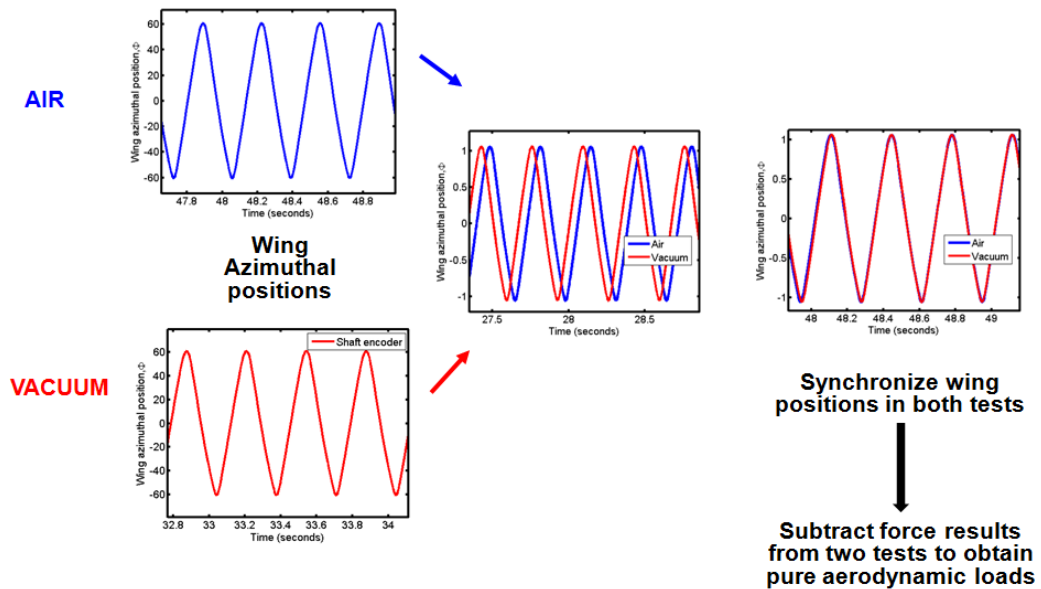 AIR
Wing azimuthal position,Φ
60
40
20
0
-20
-40
-60
47.8 48 48.2 48.4 48.6 48.8
Time (seconds)
Wing
Azimuthal
positions
VACUUM
Wing azimuthal position,Φ
60
40
20
0
-20
-40
-60
Shaft encoder
32.8 33 33.2 33.4 33.6 33.8 34
Time (seconds)
Wing azimuthal position,Φ
1
0.5
0
-0.5
-1
Air
Vacuum
27.5 28 28.5
Time (seconds)
Wing azimuthal position,Φ
1
0.5
0
-0.5
-1
Air
Vacuum
48 48.2 48.4 48.6 48.8 49
Time (seconds)
Synchronize wing
positions in both tests
Subtract force results
from two tests to obtain
pure aerodynamic loads